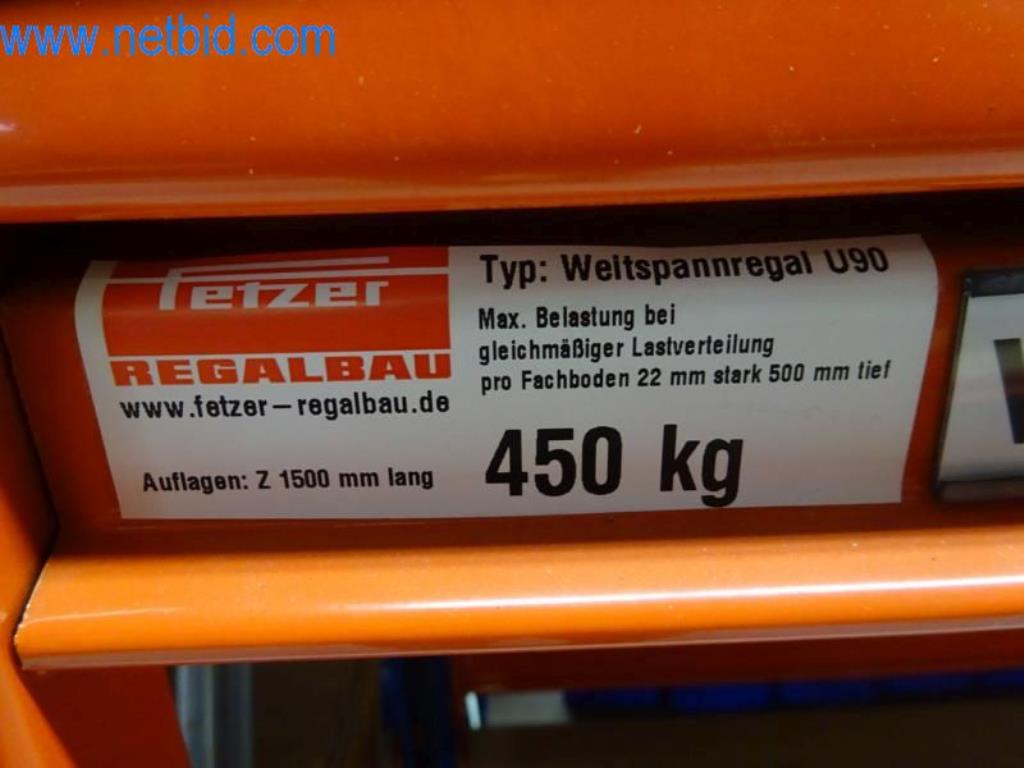 www.netbid.com
Fetzer
REGALBAU
www.fetzer-regalbau.de
Auflagen: Z 1500 mm lang
Typ: Weitspannregal U90
Max. Belastung bei
gleichmäßiger Lastverteilung
pro Fachboden 22 mm stark 500 mm tief
450 kg